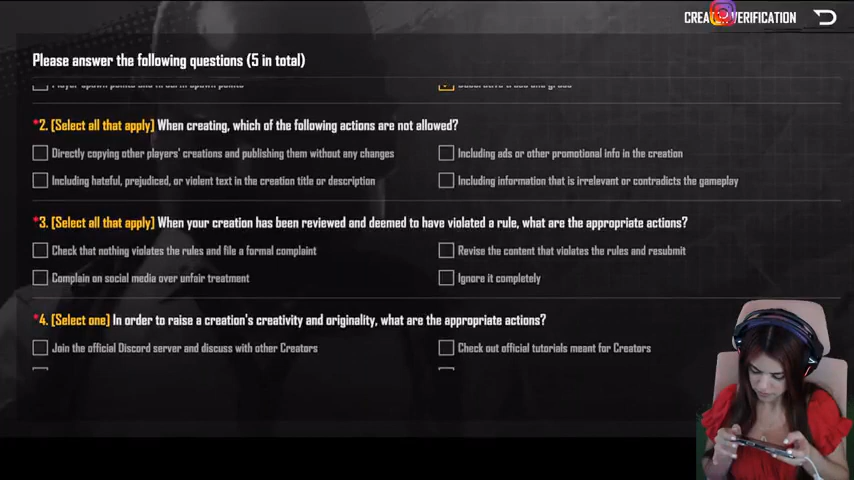 VERIFICATION
Please answer the following questions (5 in total)
*2. [Select all that apply] When creating, which of the following actions are not allowed?
Directly copying other players' creations and publishing them without any changes
Including ads or other promotional info in the creation
Including hateful, prejudiced, or violent text in the creation title or description
Including information that is irrelevant or contradicts the gameplay
*3. [Select all that apply] When your creation has been reviewed and deemed to have violated a rule, what are the appropriate actions?
Check that nothing violates the rules and file a formal complaint
Revise the content that violates the rules and resubmit
Complain on social media over unfair treatment
Ignore it completely
*4. [Select one] In order to raise a creation's creativity and originality, what are the appropriate actions?
Join the official Discord server and discuss with other Creators
Check out official tutorials meant for Creators